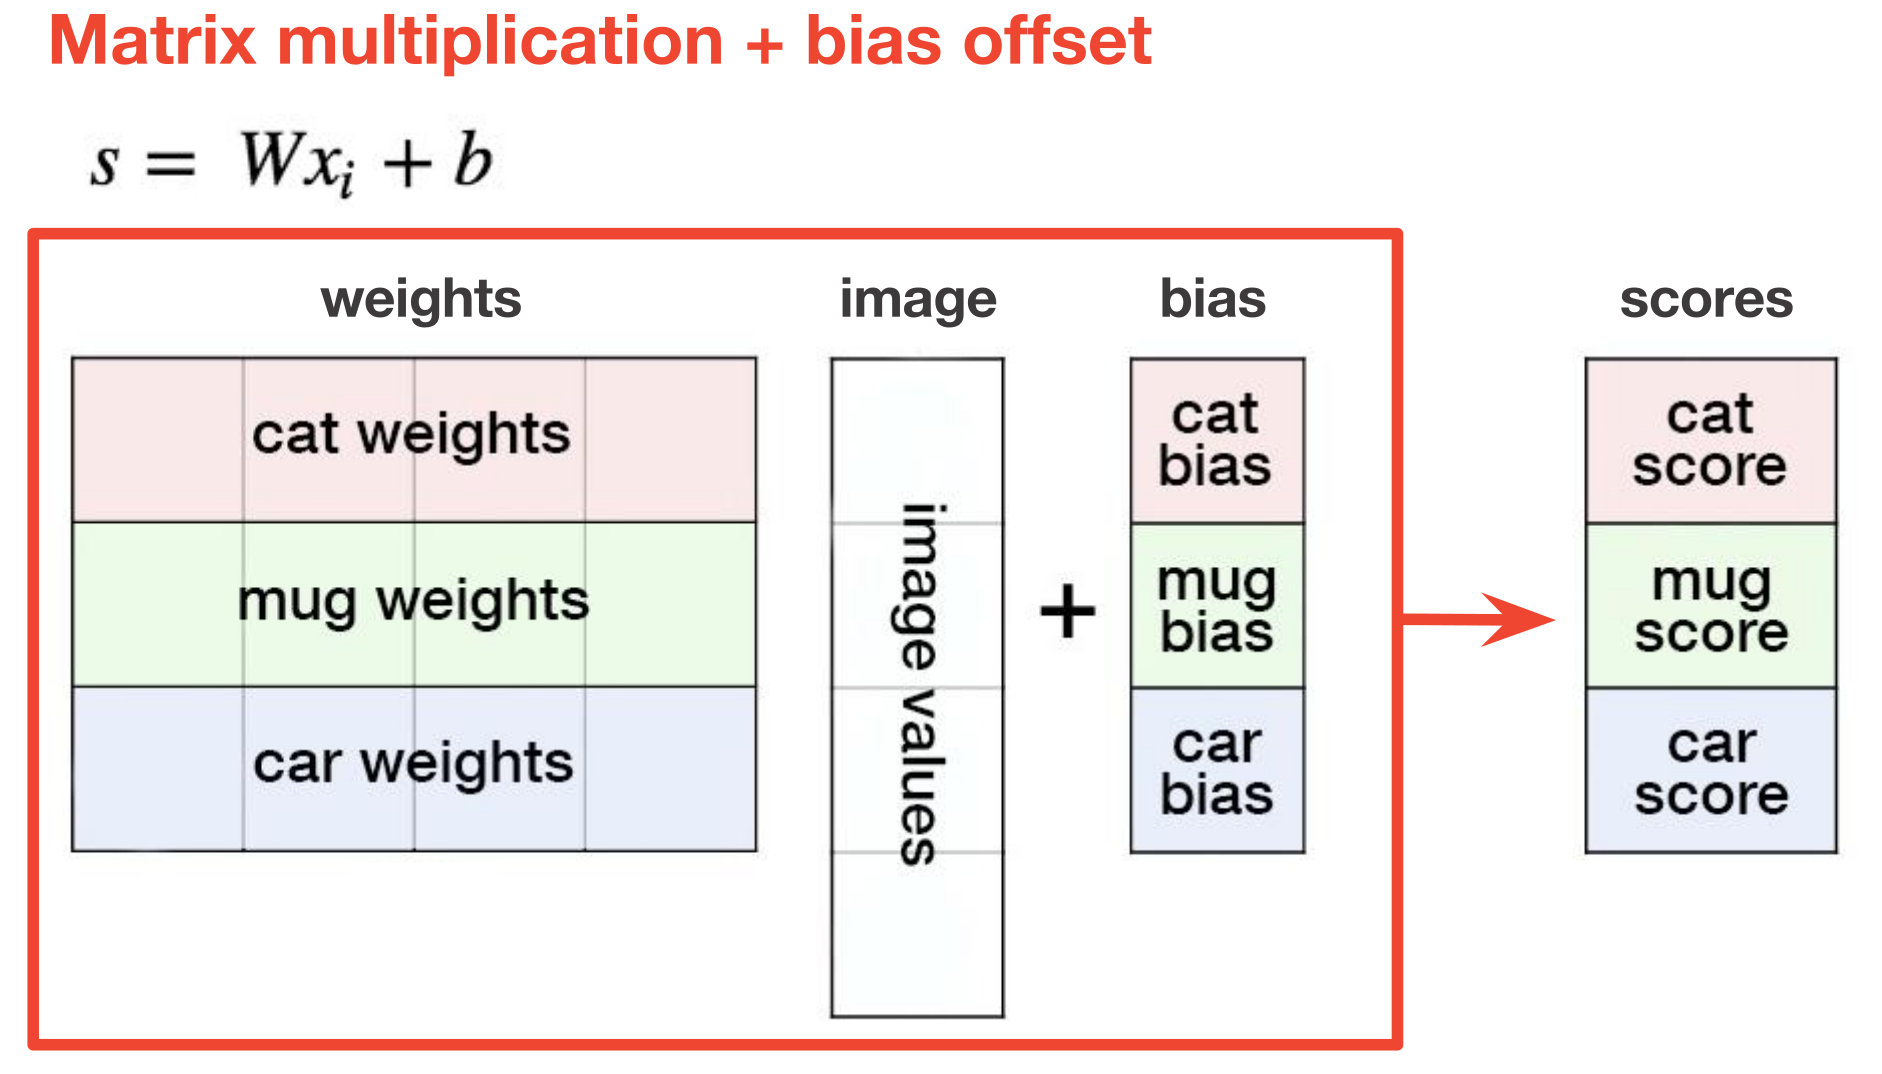 Matrix multiplication + bias offset
s = Wxᵢ + b
weights
image
bias
scores
cat weights
mug weights
car weights
image values
+
cat
bias
mug
bias
car
bias
cat
score
mug
score
car
score